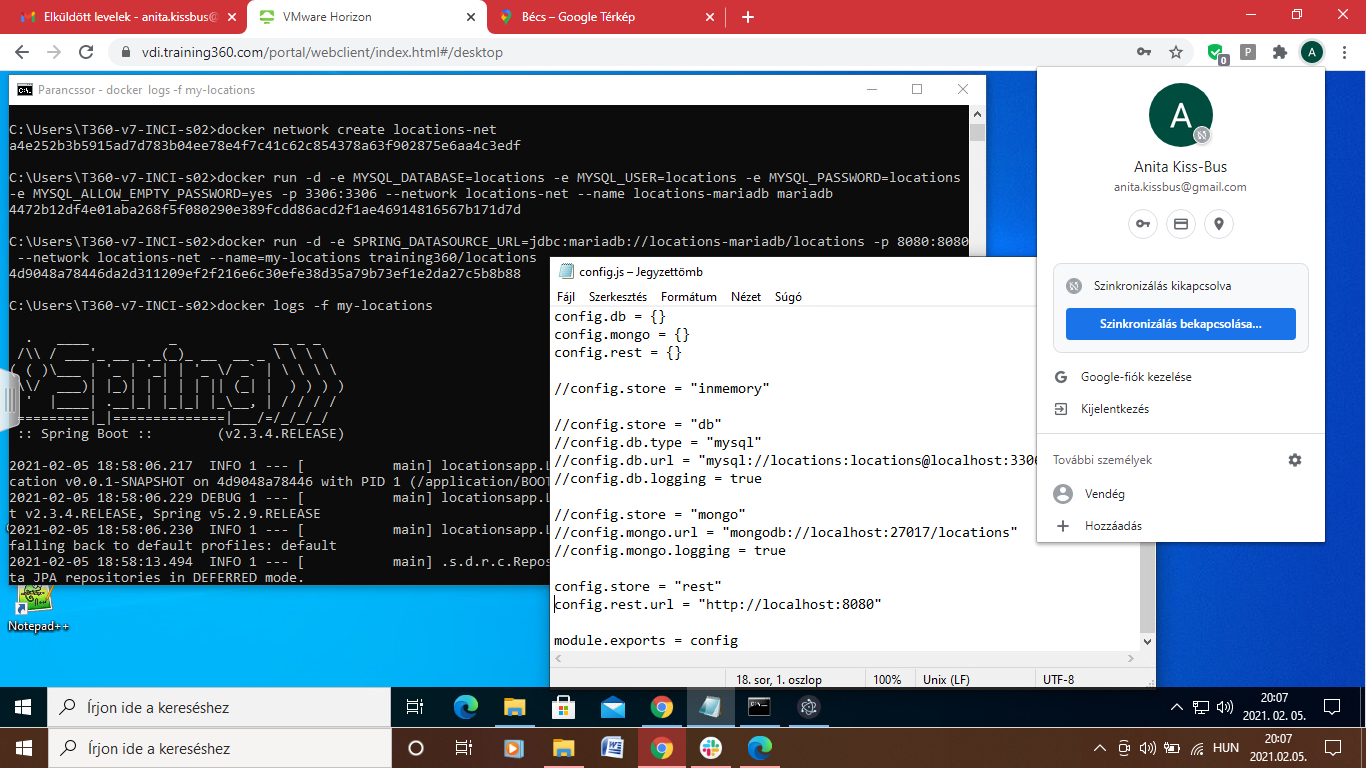 Elküldött levelek - anita.kissbus@
VMware Horizon
Bécs – Google Térkép
vdi.training360.com/portal/webclient/index.html#/desktop
0
P
A
Parancssor - docker logs -f my-locations
C:\Users\T360-v7-INCI-s02>docker network create locations-net
a4e252b3b5915ad7d783b04ee78e4f7c41c62c854378a63f902875e6aa4c3edf
C:\Users\T360-v7-INCI-s02>docker run -d -e MYSQL_DATABASE=locations -e MYSQL_USER=locations -e MYSQL_PASSWORD=locations
-e MYSQL_ALLOW_EMPTY_PASSWORD=yes -p 3306:3306 --network locations-net --name locations-mariadb mariadb
4472b12df4e01aba268f5f080290e389fcdd86acd2f1ae46914816567b171d7d
C:\Users\T360-v7-INCI-s02>docker run -d -e SPRING_DATASOURCE_URL=jdbc:mariadb://locations-mariadb/locations -p 8080:8080
--network locations-net --name=my-locations training360/locations
4d9048a78446da2d311209ef2f216e6c30efe38d35a79b73ef1e2da27c5b8b88
C:\Users\T360-v7-INCI-s02>docker logs -f my-locations
Spring
:: Spring Boot ::        (v2.3.4.RELEASE)
2021-02-05 18:58:06.217  INFO 1 --- [           main] locationsapp.L
cation v0.0.1-SNAPSHOT on 4d9048a78446 with PID 1 (/application/BOOT
2021-02-05 18:58:06.229 DEBUG 1 --- [           main] locationsapp.L
t v2.3.4.RELEASE, Spring v5.2.9.RELEASE
2021-02-05 18:58:06.230  INFO 1 --- [           main] locationsapp.L
falling back to default profiles: default
2021-02-05 18:58:13.494  INFO 1 --- [           main] .s.d.r.c.Repos
ta JPA repositories in DEFERRED mode.
Notepad++
config.js – Jegyzettömb
Fájl Szerkesztés Formátum Nézet Súgó
config.db = {}
config.mongo = {}
config.rest = {}
//config.store = "inmemory"
//config.store = "db"
//config.db.type = "mysql"
//config.db.url = "mysql://locations:locations@localhost:3306
//config.db.logging = true
//config.store = "mongo"
//config.mongo.url = "mongodb://localhost:27017/locations"
//config.mongo.logging = true
config.store = "rest"
config.rest.url = "http://localhost:8080"
module.exports = config
18. sor, 1. oszlop 100% Unix (LF) UTF-8
A
Anita Kiss-Bus
anita.kissbus@gmail.com
Szinkronizálás kikapcsolva
Szinkronizálás bekapcsolása...
Google-fiók kezelése
Kijelentkezés
További személyek
Vendég
Hozzáadás
Írjon ide a kereséshez
20:07
2021. 02. 05.
Írjon ide a kereséshez
HUN
20:07
2021.02.05.